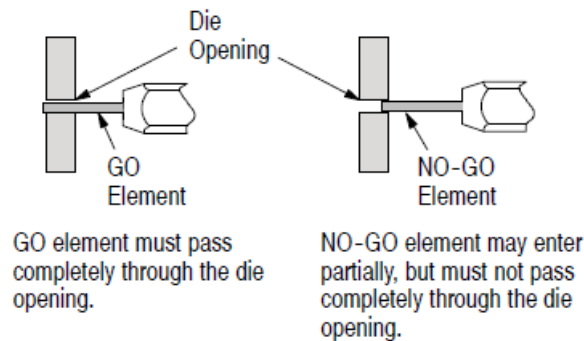 Die
Opening
GO
Element
NO-GO
Element
GO element must pass
completely through the die
opening.
NO-GO element may enter
partially, but must not pass
completely through the die
opening.